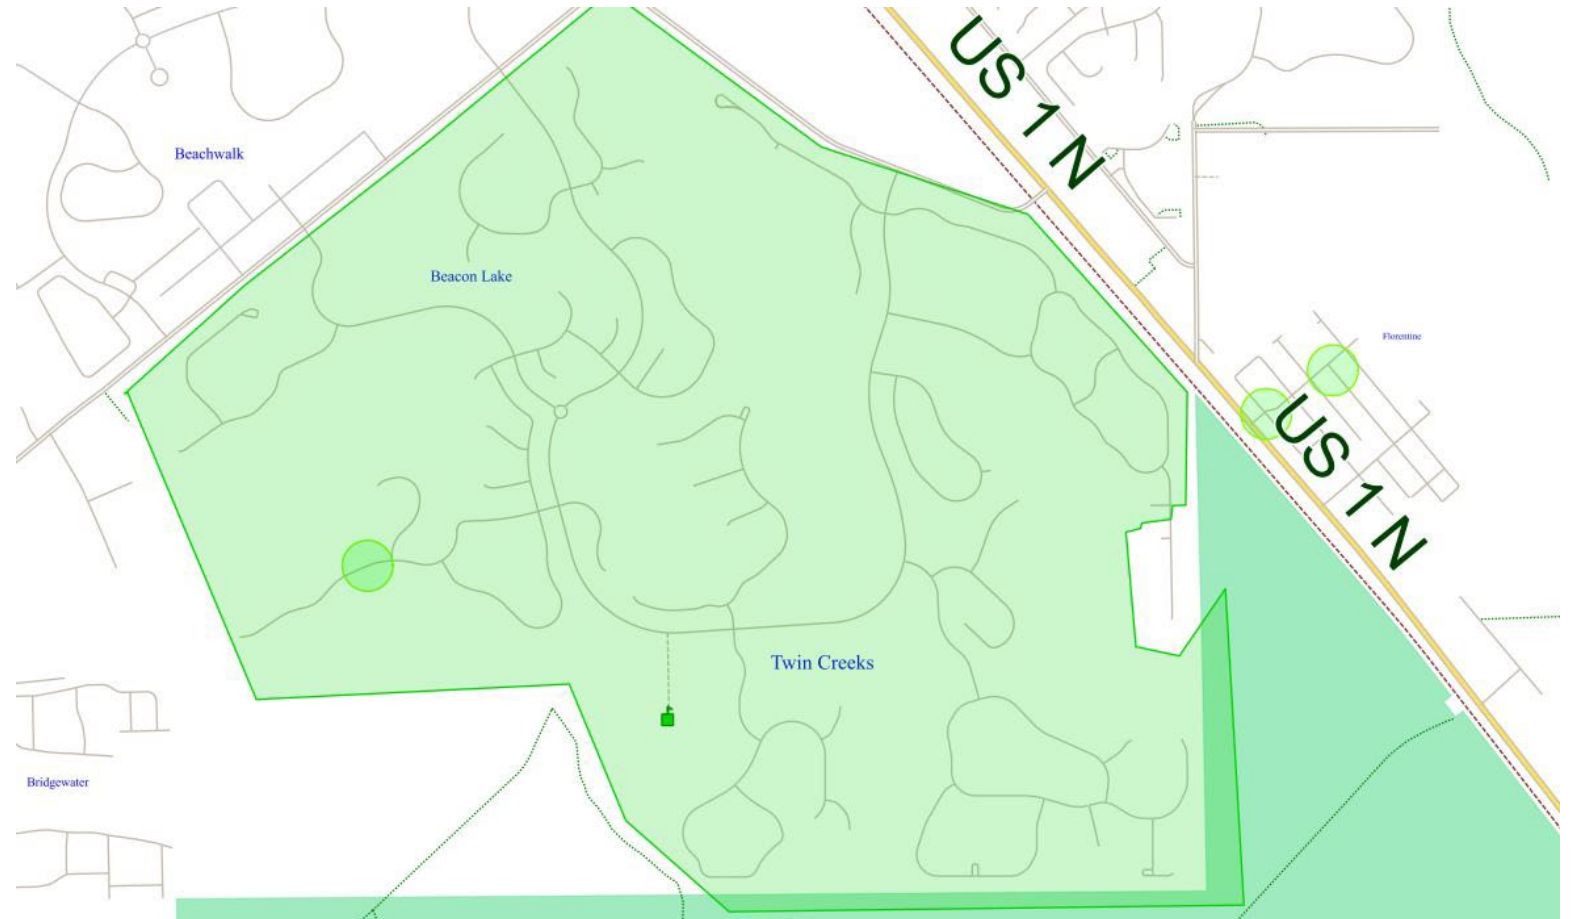 US 1 N
Beachwalk
Beacon Lake
Florentine
US 1 N
Twin Creeks
Bridgewater